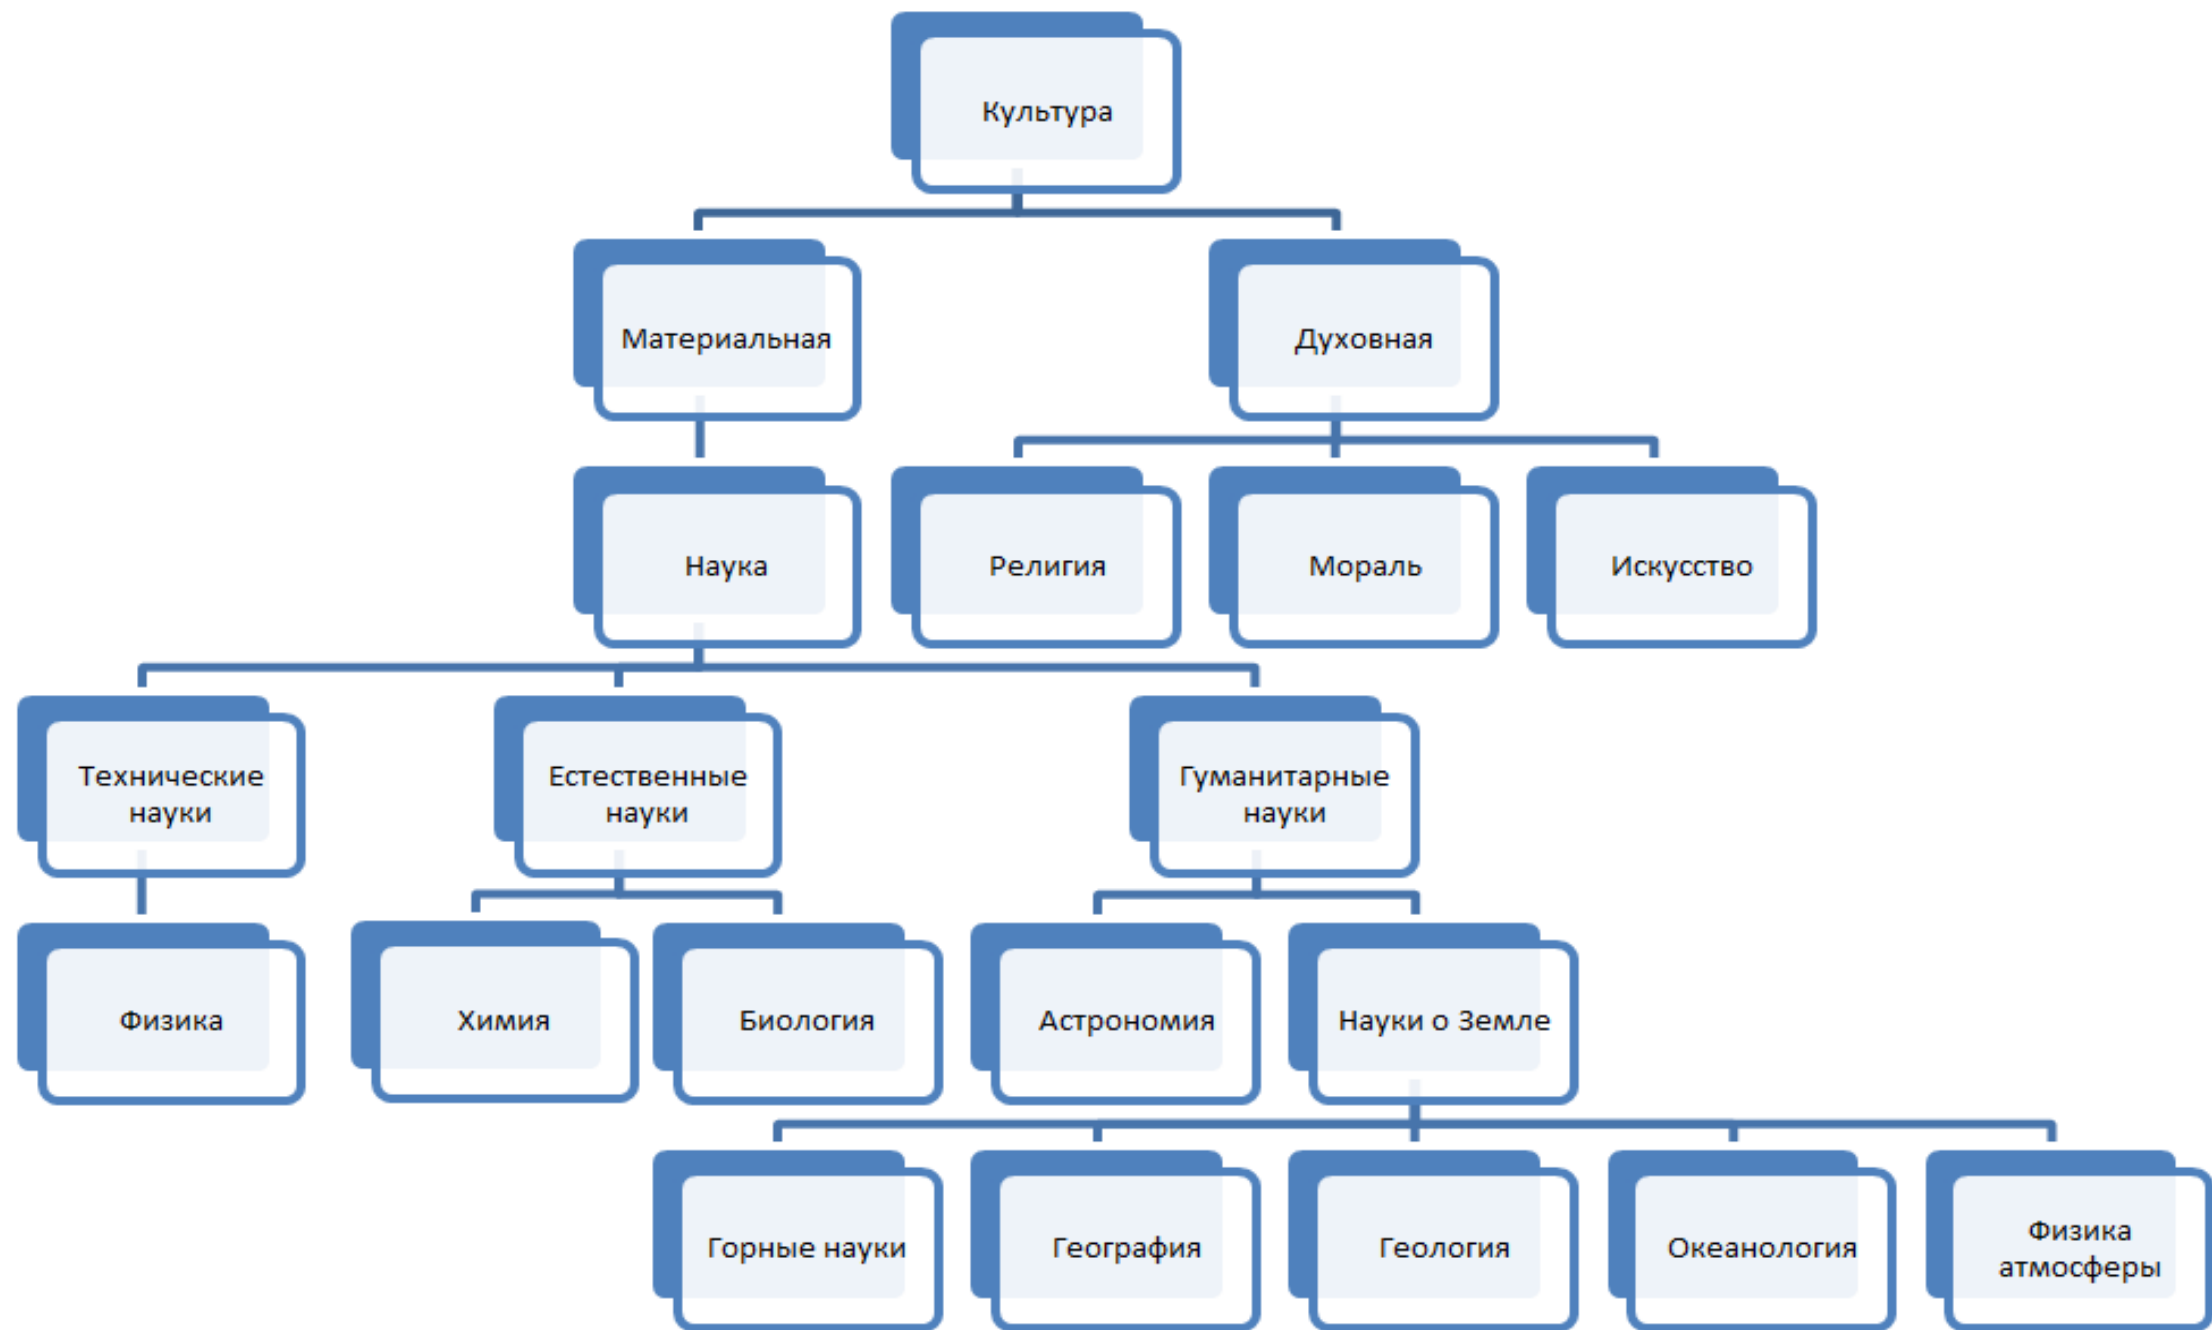 Культура
Материальная
Духовная
Наука
Религия
Мораль
Искусство
Технические
науки
Естественные
науки
Гуманитарные
науки
Физика
Химия
Биология
Астрономия
Науки о Земле
Горные науки
География
Геология
Океанология
Физика
атмосферы